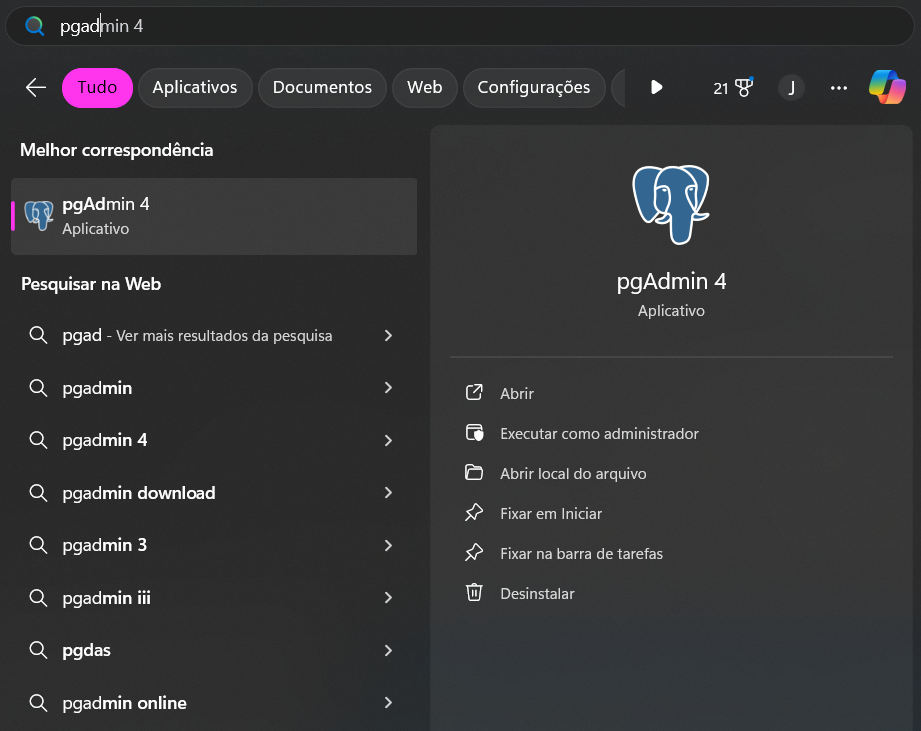 pgadmin 4
Tudo
Aplicativos
Documentos
Web
Configurações
21
J
Melhor correspondência
pgAdmin 4
Aplicativo
Pesquisar na Web
pgad - Ver mais resultados da pesquisa
pgadmin
pgadmin 4
pgadmin download
pgadmin 3
pgadmin iii
pgdas
pgadmin online
pgAdmin 4
Aplicativo
Abrir
Executar como administrador
Abrir local do arquivo
Fixar em Iniciar
Fixar na barra de tarefas
Desinstalar